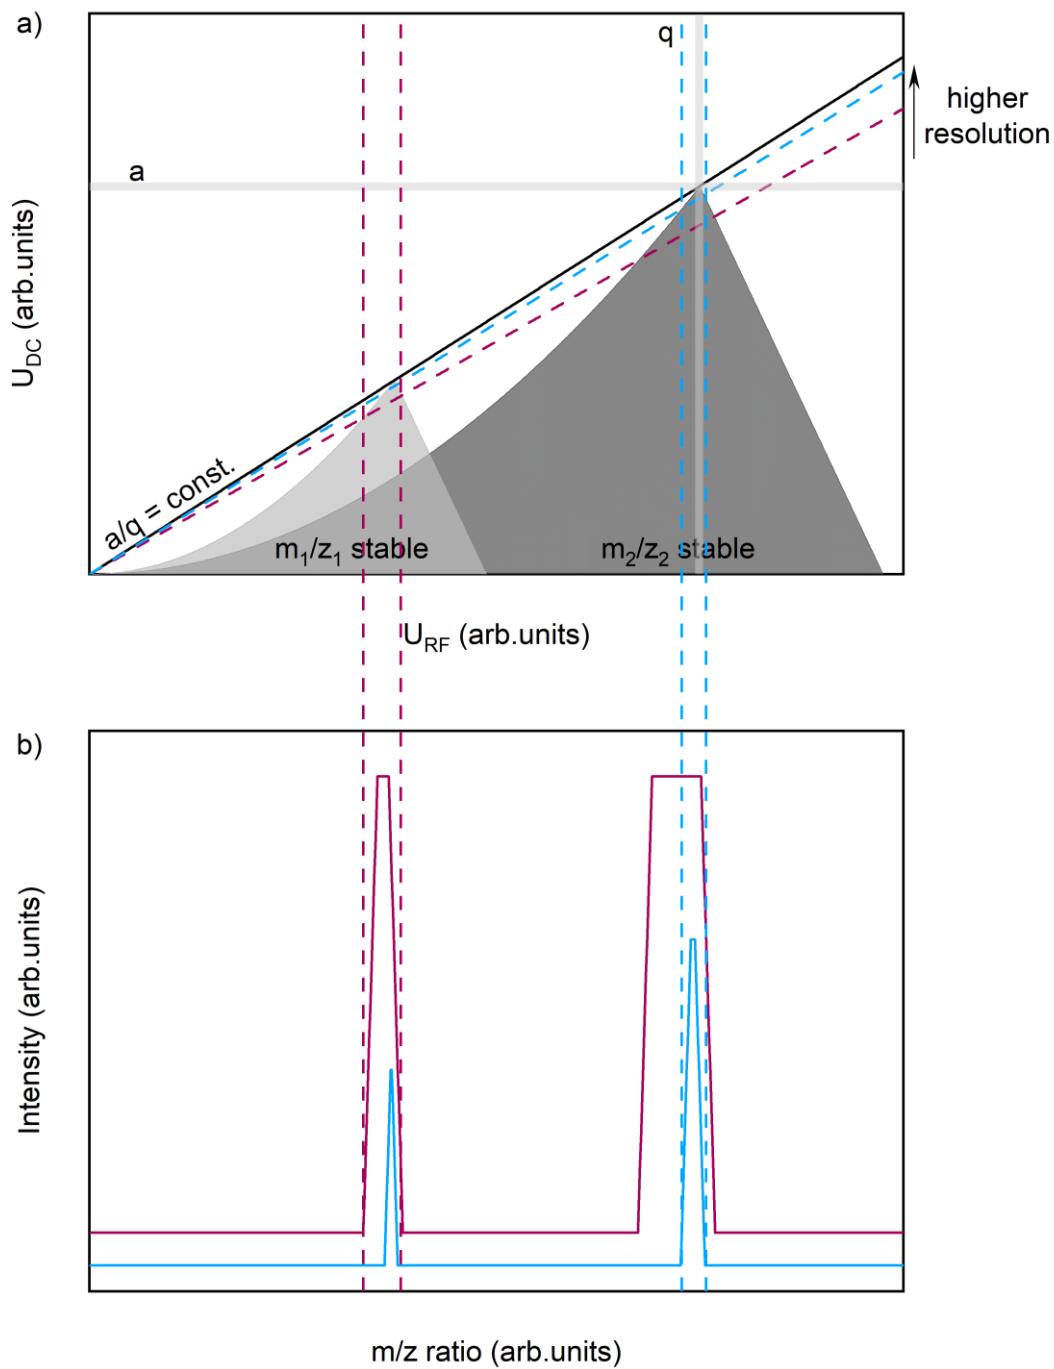 a)
q
higher
resolution
a
U_DC (arb.units)
a/q = const.
m₁/z₁ stable
m₂/z₂ stable
U_RF (arb.units)
b)
Intensity (arb.units)
m/z ratio (arb.units)